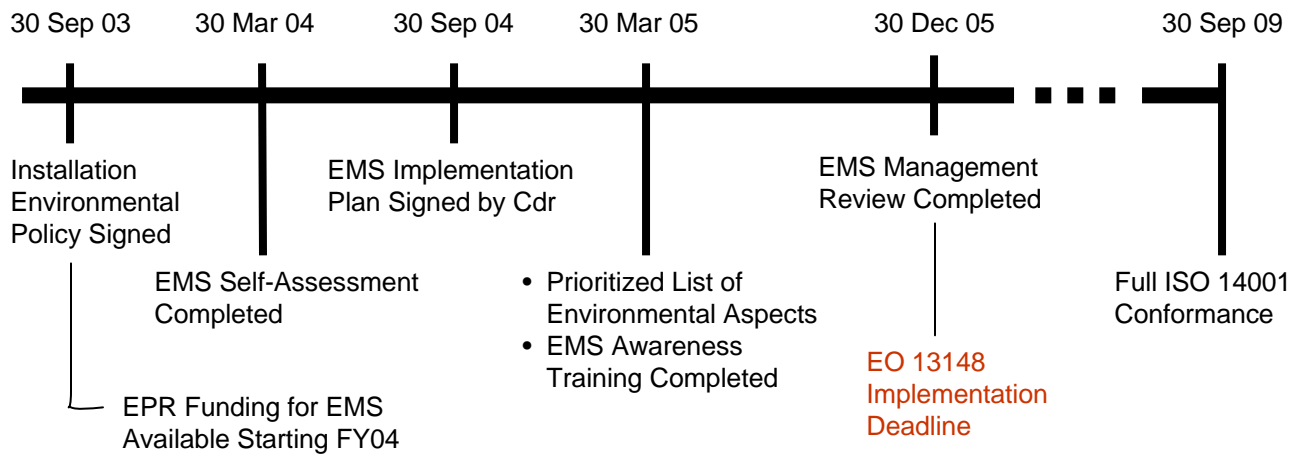 30 Sep 03
30 Mar 04
30 Sep 04
30 Mar 05
30 Dec 05
30 Sep 09
Installation
Environmental
Policy Signed
EPR Funding for EMS
Available Starting FY04
EMS Self-Assessment
Completed
EMS Implementation
Plan Signed by Cdr
• Prioritized List of
Environmental Aspects
• EMS Awareness
Training Completed
EMS Management
Review Completed
EO 13148
Implementation
Deadline
Full ISO 14001
Conformance